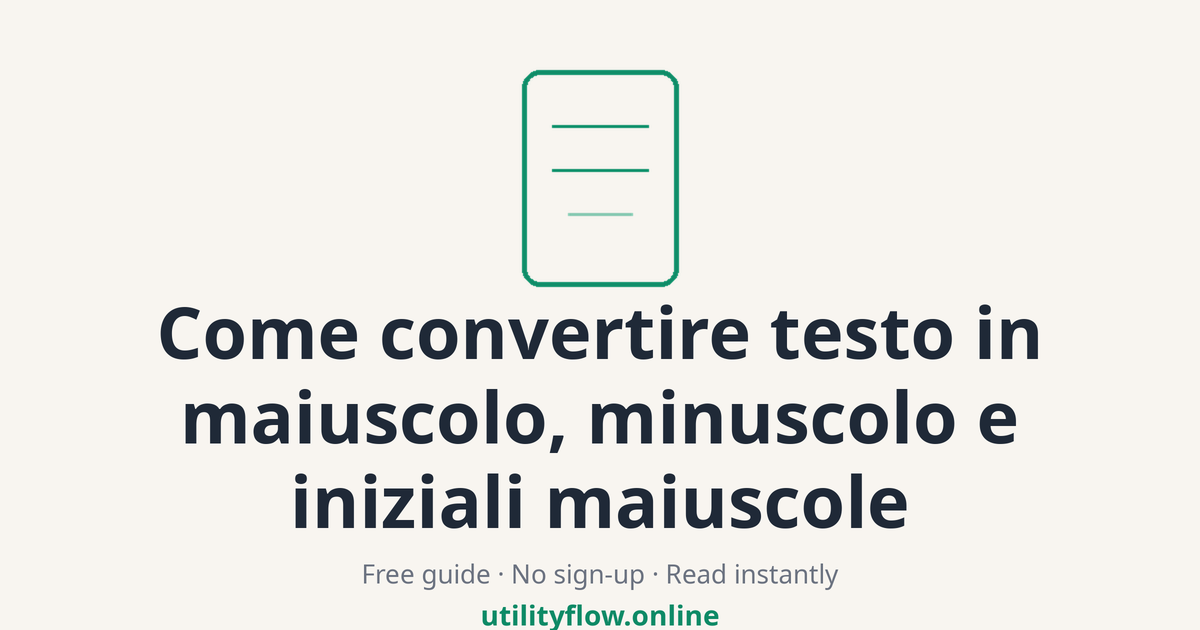 Come convertire testo in
maiuscolo, minuscolo e
iniziali maiuscole
Free guide · No sign-up · Read instantly
utilityflow.online